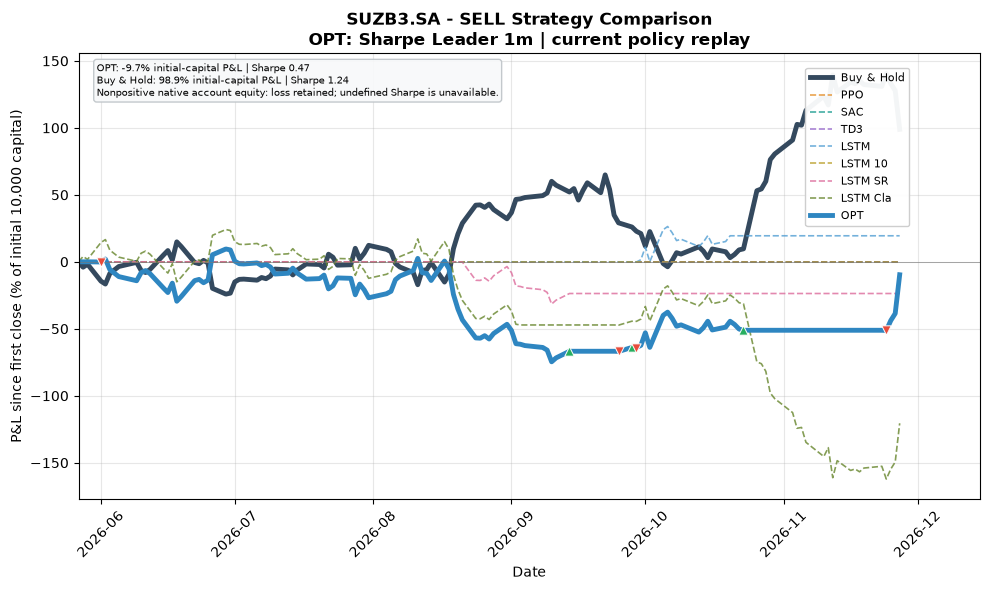 SUZB3.SA - SELL Strategy Comparison
OPT: Sharpe Leader 1m | current policy replay
OPT: -9.7% initial-capital P&L | Sharpe 0.47
Buy & Hold: 98.9% initial-capital P&L | Sharpe 1.24
Nonpositive native account equity: loss retained; undefined Sharpe is unavailable.
Buy & Hold
PPO
SAC
TD3
LSTM
LSTM 10
LSTM SR
LSTM Cla
OPT
P&L since first close (% of initial 10,000 capital)
150
100
50
0
−50
−100
−150
2026-06
2026-07
2026-08
2026-09
2026-10
2026-11
2026-12
Date